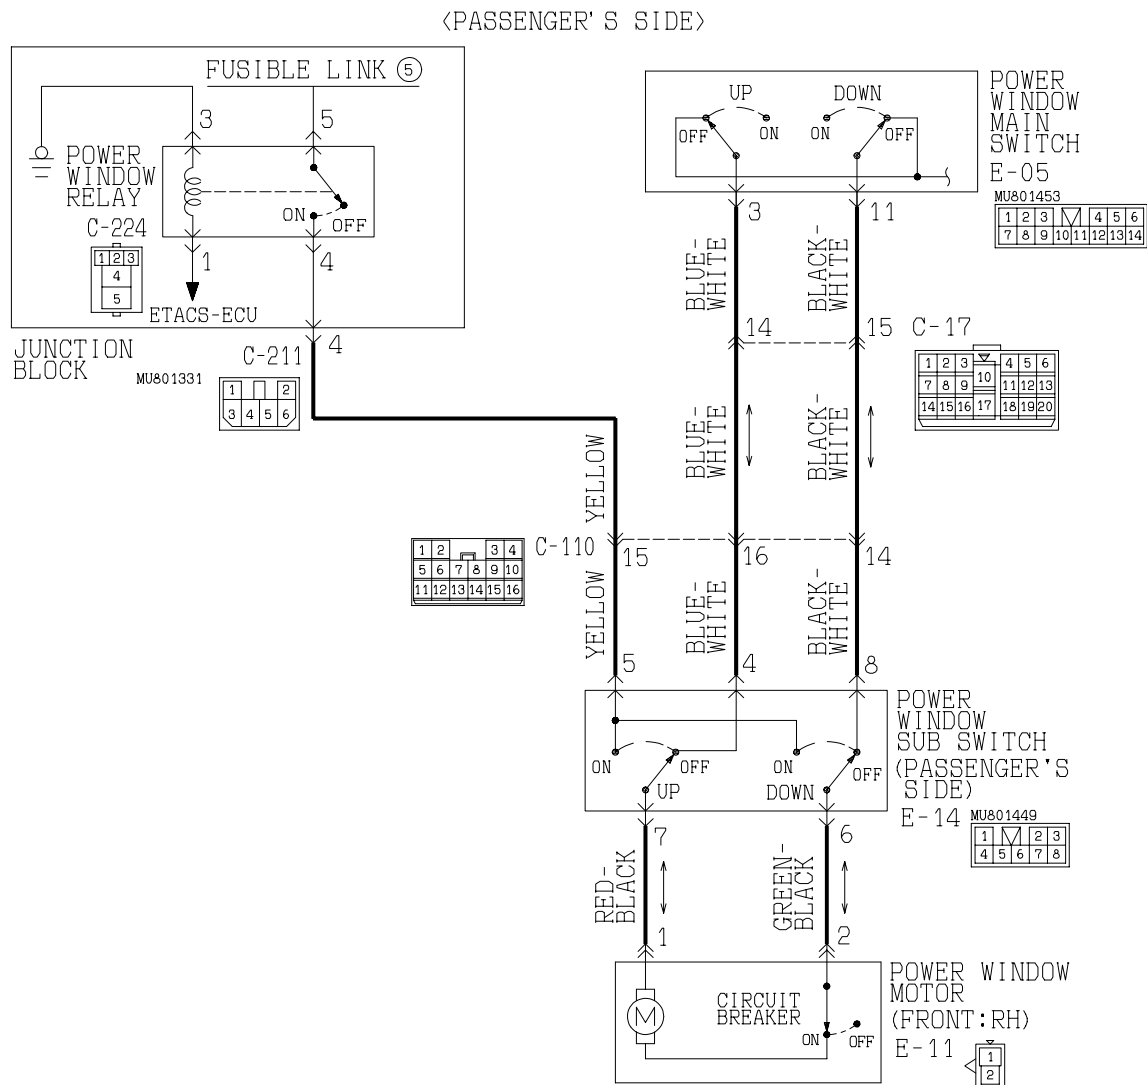 <PASSENGER'S SIDE>
FUSIBLE LINK ⑤
3
5
POWER
WINDOW
RELAY
ON
OFF
C-224
1 2 3
4
5
1
4
ETACS-ECU
JUNCTION
BLOCK
C-211
4
MU801331
1 2
3 4 5 6
UP
DOWN
OFF
ON
ON
OFF
POWER
WINDOW
MAIN
SWITCH
E-05
MU801453
1 2 3 4 5 6
7 8 9 10 11 12 13 14
3
11
BLUE-
WHITE
BLACK-
WHITE
14
15
C-17
1 2 3 4 5 6
7 8 9 10 11 12 13
14 15 16 17 18 19 20
YELLOW
BLUE-
WHITE
BLACK-
WHITE
C-110
1 2 3 4
5 6 7 8 9 10
11 12 13 14 15 16
15
16
14
YELLOW
BLUE-
WHITE
BLACK-
WHITE
5
4
8
ON
OFF
UP
ON
OFF
DOWN
POWER
WINDOW
SUB SWITCH
(PASSENGER'S
SIDE)
E-14
MU801449
1 2 3
4 5 6 7 8
7
6
RED-
BLACK
GREEN-
BLACK
1
2
M
CIRCUIT
BREAKER
ON
OFF
POWER WINDOW
MOTOR
(FRONT:RH)
E-11
1
2